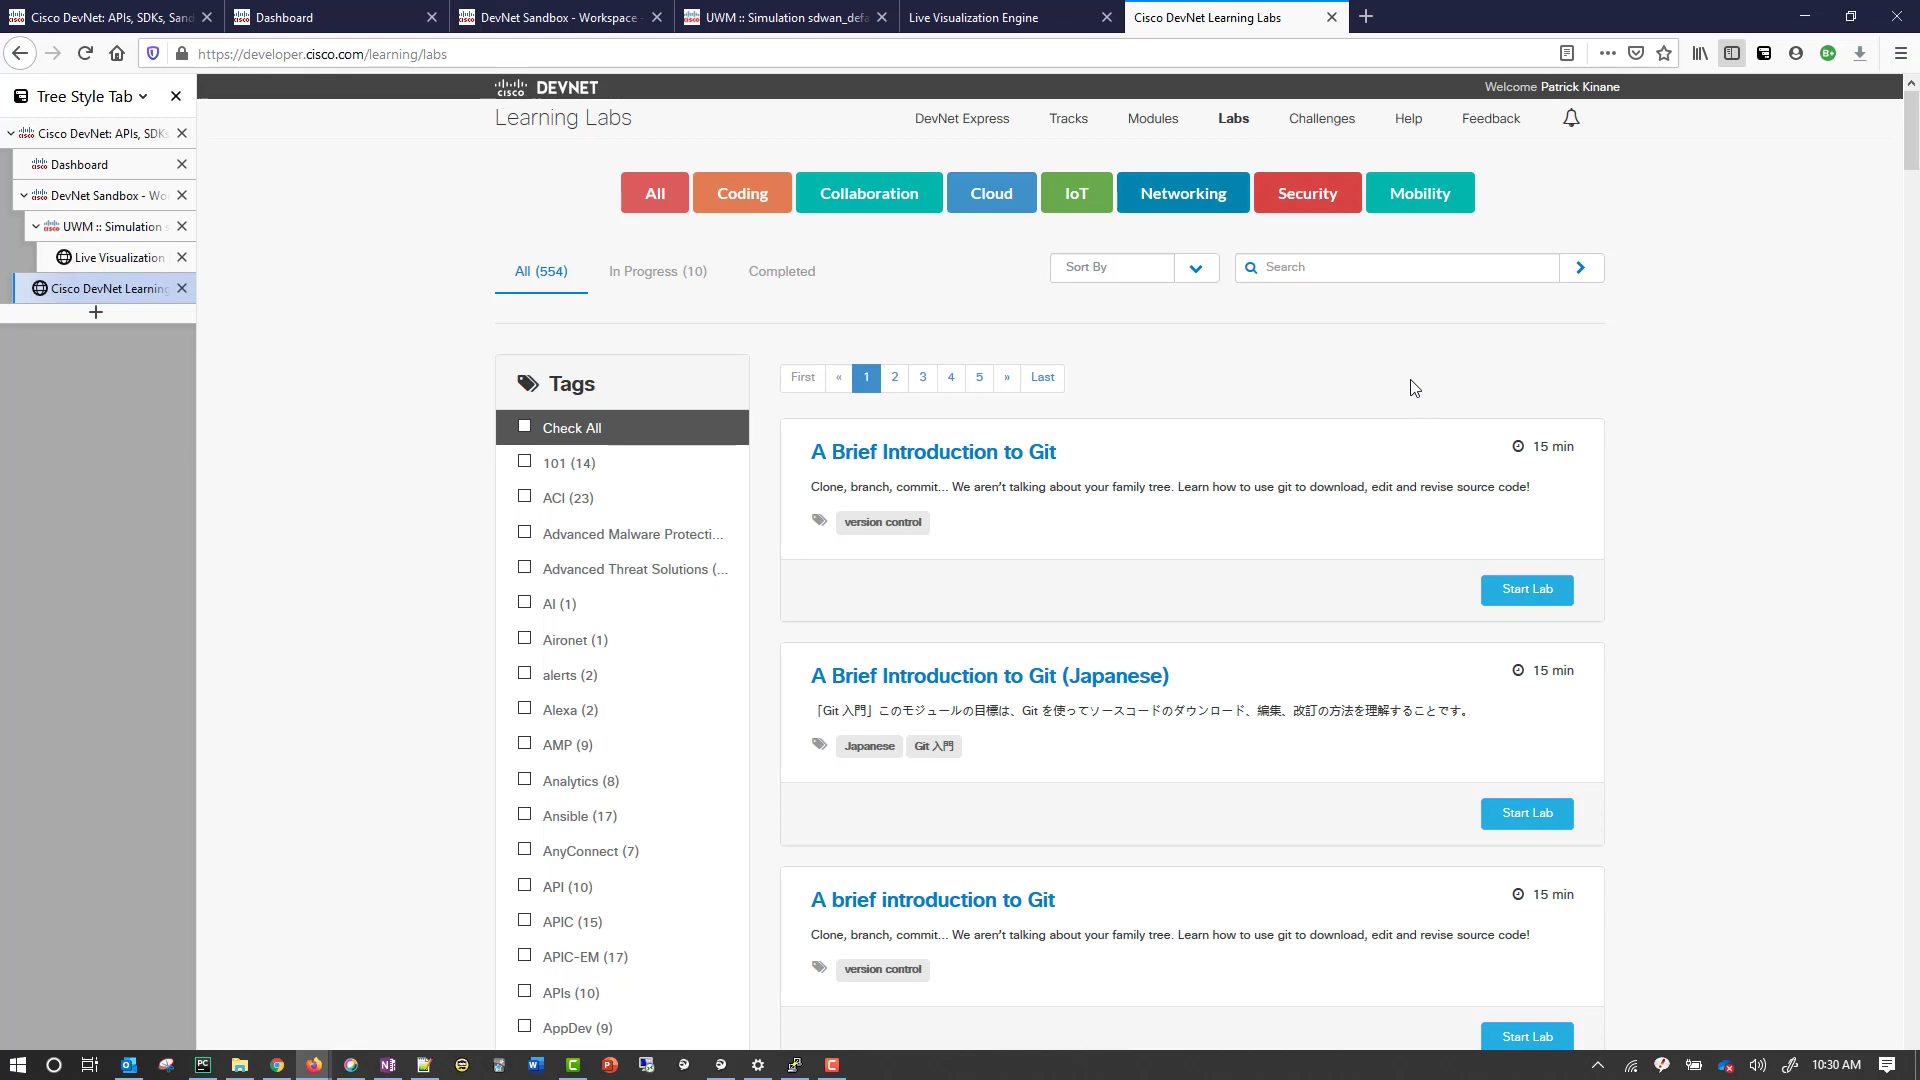 Cisco DevNet: APIs, SDKs, Sand
Dashboard
DevNet Sandbox - Workspace -
UWM :: Simulation sdwan_defa
Live Visualization Engine
Cisco DevNet Learning Labs
https://developer.cisco.com/learning/labs
Tree Style Tab
Cisco DevNet: APIs, SDKs
Dashboard
DevNet Sandbox - Wo
UWM :: Simulation s
Live Visualization
Cisco DevNet Learning
CISCO DEVNET
Welcome Patrick Kinane
Learning Labs
DevNet Express
Tracks
Modules
Labs
Challenges
Help
Feedback
All
Coding
Collaboration
Cloud
IoT
Networking
Security
Mobility
All (554)
In Progress (10)
Completed
Sort By
Search
Tags
Check All
101 (14)
ACI (23)
Advanced Malware Protecti...
Advanced Threat Solutions (...
AI (1)
Aironet (1)
alerts (2)
Alexa (2)
AMP (9)
Analytics (8)
Ansible (17)
AnyConnect (7)
API (10)
APIC (15)
APIC-EM (17)
APIs (10)
AppDev (9)
First « 1 2 3 4 5 » Last
A Brief Introduction to Git
15 min
Clone, branch, commit... We aren’t talking about your family tree. Learn how to use git to download, edit and revise source code!
version control
Start Lab
A Brief Introduction to Git (Japanese)
15 min
「Git 入門」このモジュールの目標は、Git を使ってソースコードのダウンロード、編集、改訂の方法を理解することです。
Japanese
Git 入門
Start Lab
A brief introduction to Git
15 min
Clone, branch, commit... We aren’t talking about your family tree. Learn how to use git to download, edit and revise source code!
version control
Start Lab
10:30 AM